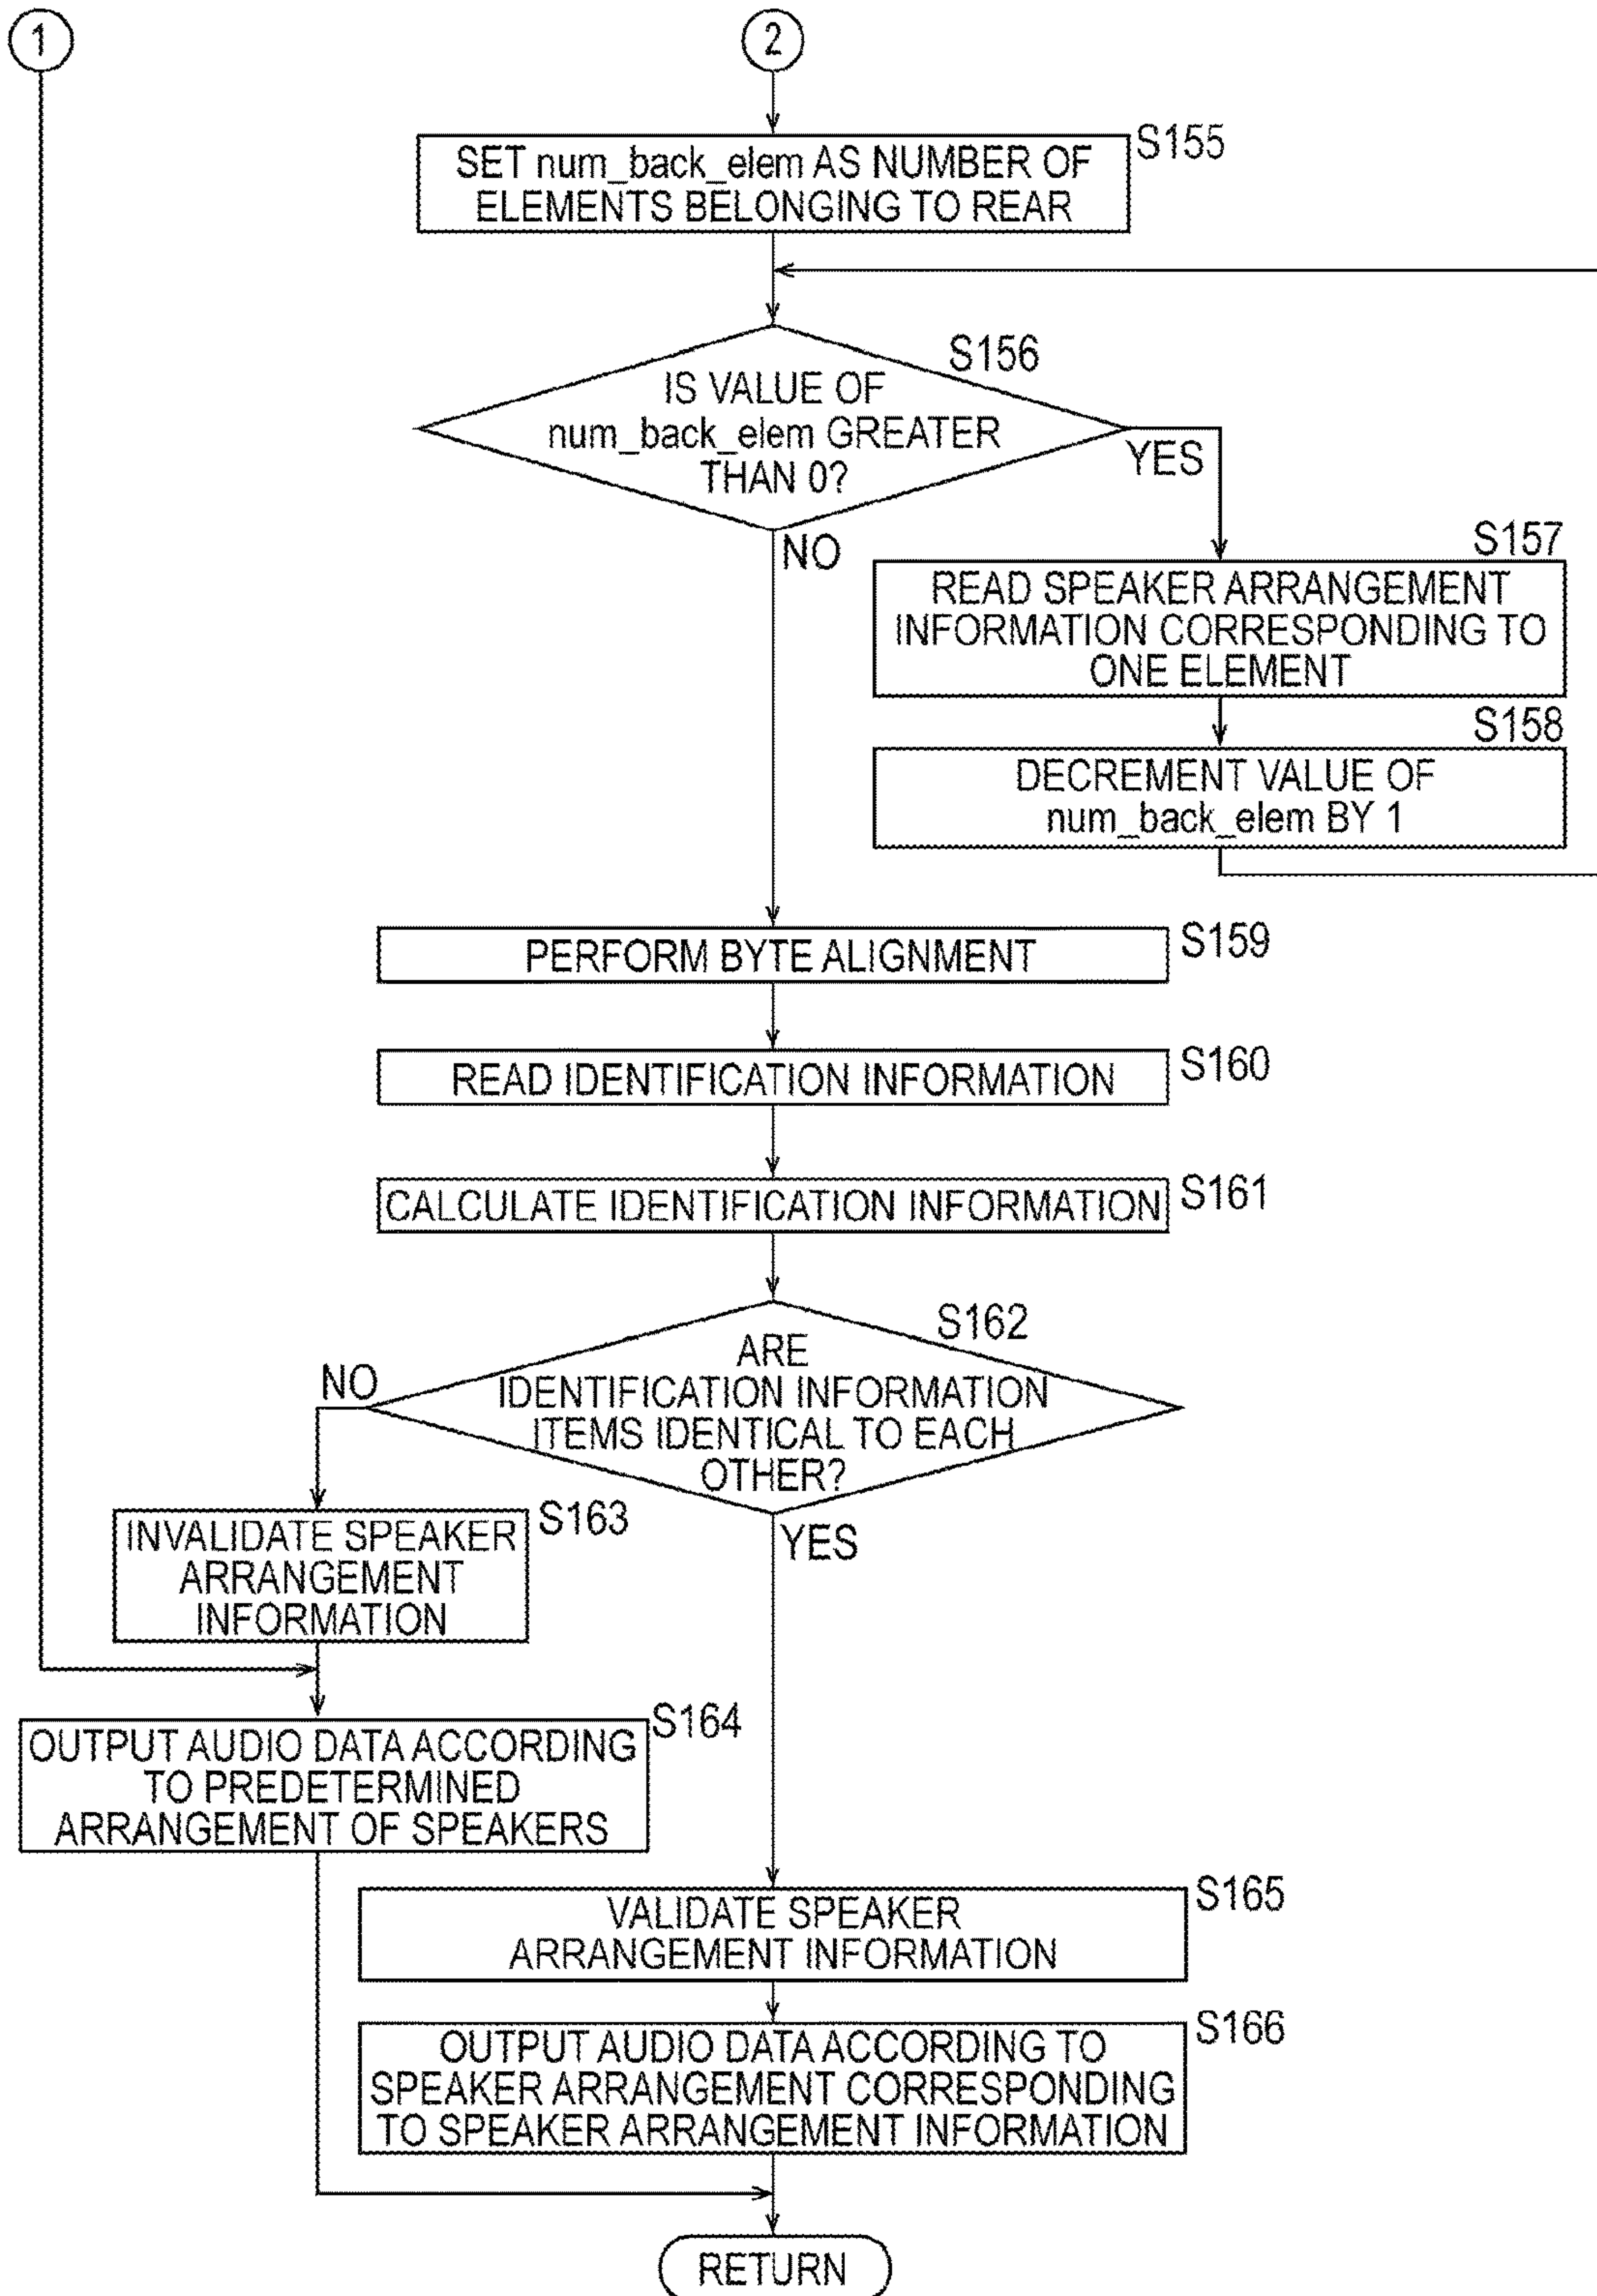 1
2
S155
SET num_back_elem AS NUMBER OF
ELEMENTS BELONGING TO REAR
S156
IS VALUE OF
num_back_elem GREATER
THAN 0?
YES
NO
S157
READ SPEAKER ARRANGEMENT
INFORMATION CORRESPONDING TO
ONE ELEMENT
S158
DECREMENT VALUE OF
num_back_elem BY 1
S159
PERFORM BYTE ALIGNMENT
S160
READ IDENTIFICATION INFORMATION
S161
CALCULATE IDENTIFICATION INFORMATION
S162
ARE
IDENTIFICATION INFORMATION
ITEMS IDENTICAL TO EACH
OTHER?
NO
YES
S163
INVALIDATE SPEAKER
ARRANGEMENT
INFORMATION
S164
OUTPUT AUDIO DATA ACCORDING
TO PREDETERMINED
ARRANGEMENT OF SPEAKERS
S165
VALIDATE SPEAKER
ARRANGEMENT INFORMATION
S166
OUTPUT AUDIO DATA ACCORDING TO
SPEAKER ARRANGEMENT CORRESPONDING
TO SPEAKER ARRANGEMENT INFORMATION
RETURN